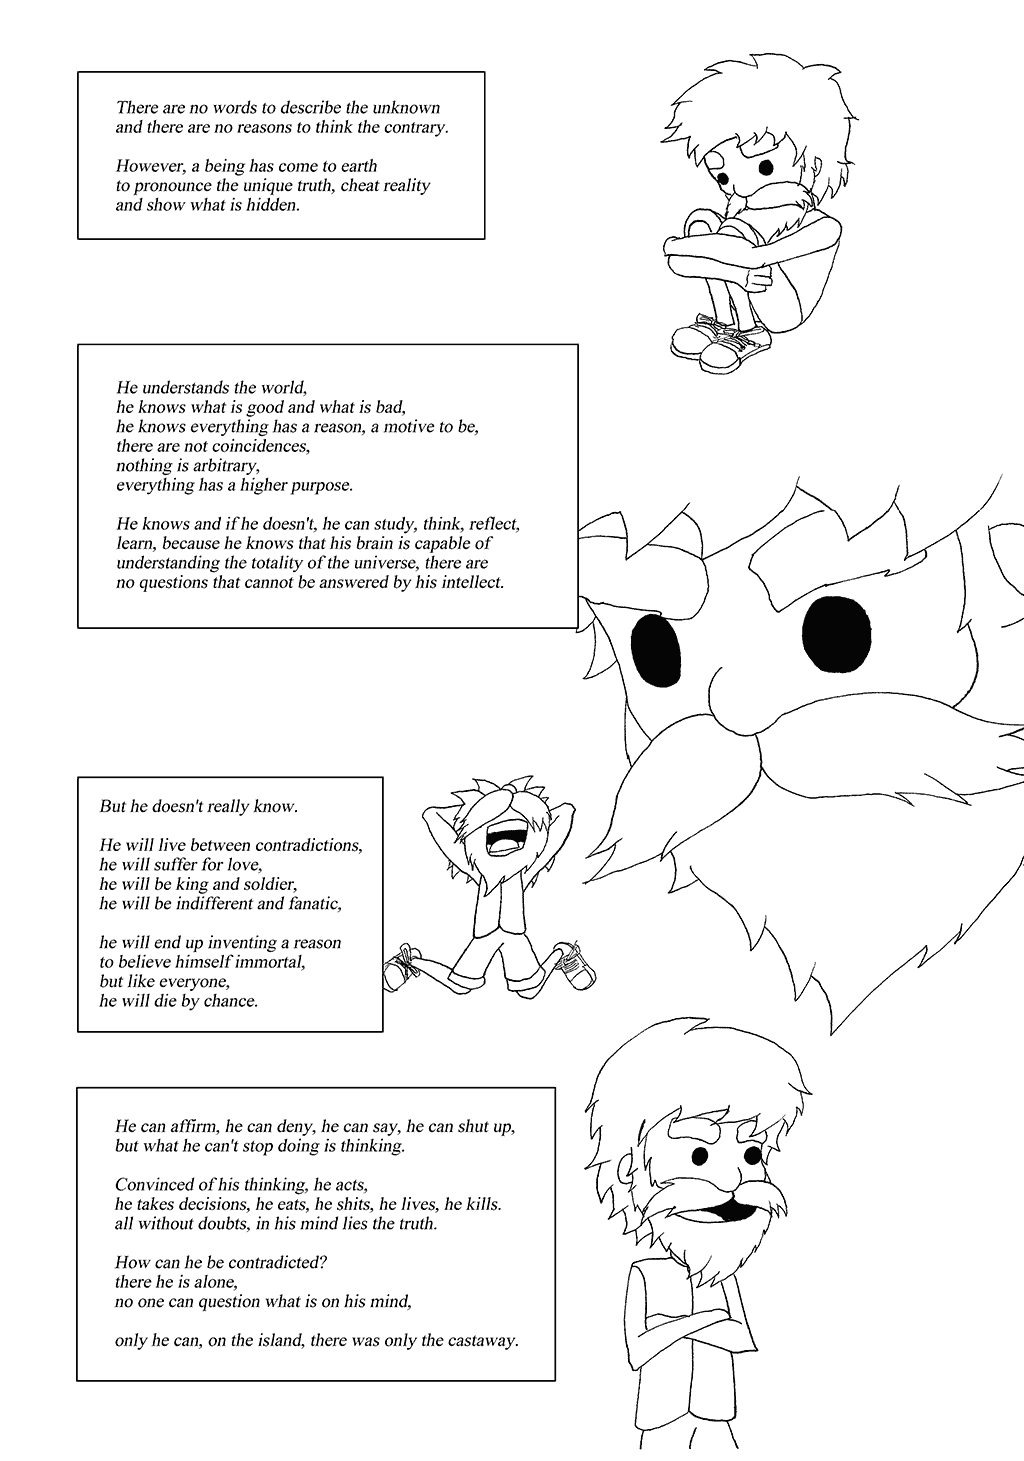 There are no words to describe the unknown
and there are no reasons to think the contrary.
However, a being has come to earth
to pronounce the unique truth, cheat reality
and show what is hidden.
He understands the world,
he knows what is good and what is bad,
he knows everything has a reason, a motive to be,
there are not coincidences,
nothing is arbitrary,
everything has a higher purpose.
He knows and if he doesn't, he can study, think, reflect,
learn, because he knows that his brain is capable of
understanding the totality of the universe, there are
no questions that cannot be answered by his intellect.
But he doesn't really know.
He will live between contradictions,
he will suffer for love,
he will be king and soldier,
he will be indifferent and fanatic,
he will end up inventing a reason
to believe himself immortal,
but like everyone,
he will die by chance.
He can affirm, he can deny, he can say, he can shut up,
but what he can't stop doing is thinking.
Convinced of his thinking, he acts,
he takes decisions, he eats, he shits, he lives, he kills.
all without doubts, in his mind lies the truth.
How can he be contradicted?
there he is alone,
no one can question what is on his mind,
only he can, on the island, there was only the castaway.